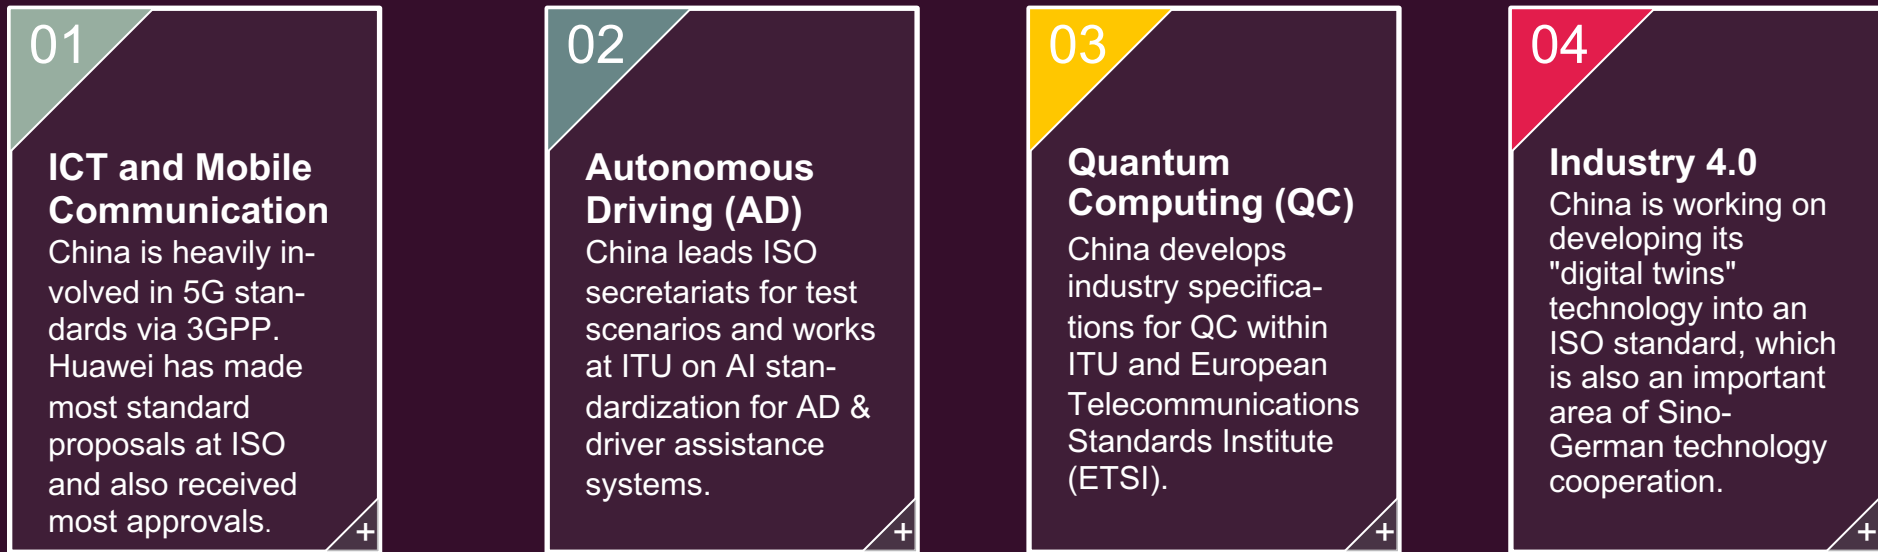 01
ICT and Mobile
Communication
China is heavily in-
volved in 5G stan-
dards via 3GPP.
Huawei has made
most standard
proposals at ISO
and also received
most approvals.
+
02
Autonomous
Driving (AD)
China leads ISO
secretariats for test
scenarios and works
at ITU on AI stan-
dardization for AD &
driver assistance
systems.
+
03
Quantum
Computing (QC)
China develops
industry specifica-
tions for QC within
ITU and European
Telecommunications
Standards Institute
(ETSI).
+
04
Industry 4.0
China is working on
developing its
"digital twins"
technology into an
ISO standard, which
is also an important
area of Sino-
German technology
cooperation.
+